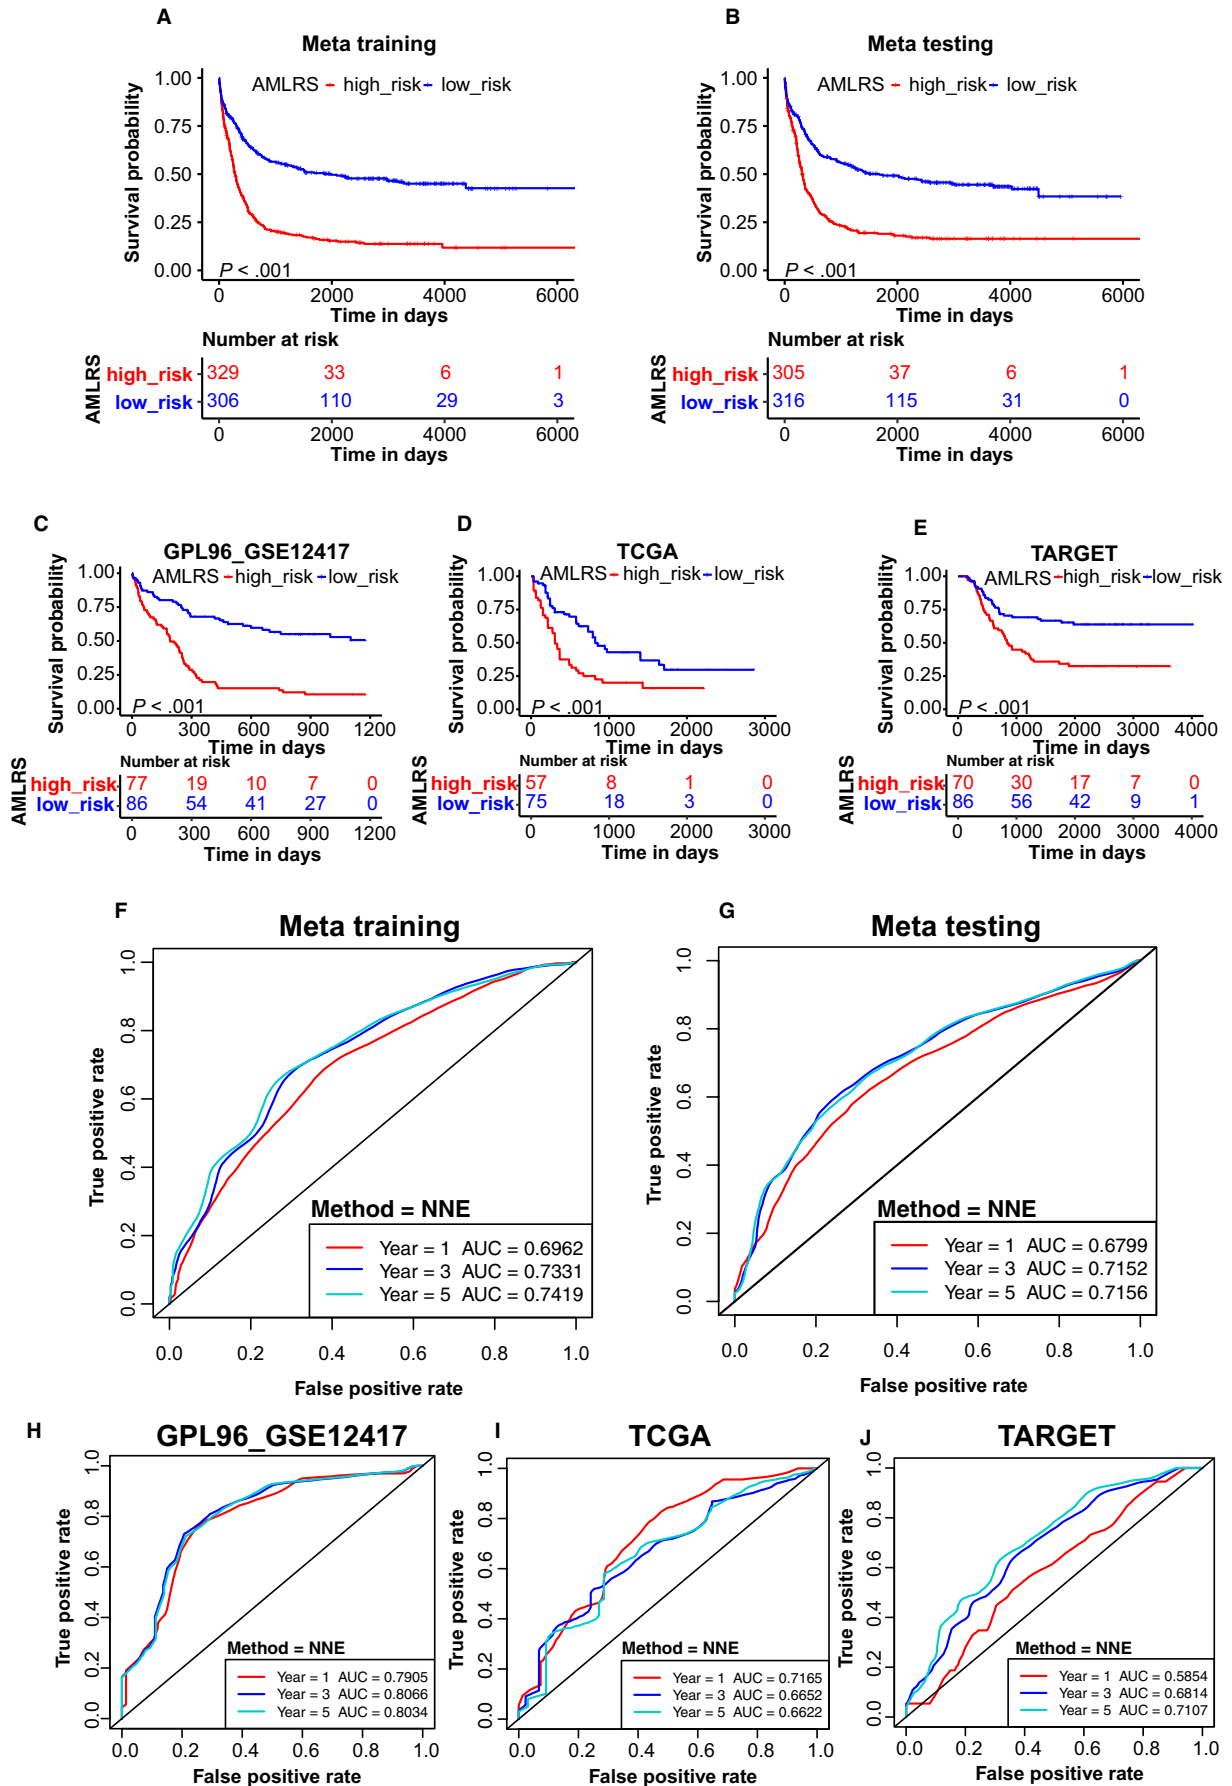 A
Meta training
AMLRS high_risk low_risk
Survival probability
1.00
0.75
0.50
0.25
0.00
P < .001
0 2000 4000 6000
Time in days
Number at risk
AMLRS
high_risk 329 33 6 1
low_risk 306 110 29 3
0 2000 4000 6000
Time in days
B
Meta testing
AMLRS high_risk low_risk
Survival probability
1.00
0.75
0.50
0.25
0.00
P < .001
0 2000 4000 6000
Time in days
Number at risk
AMLRS
high_risk 305 37 6 1
low_risk 316 115 31 0
0 2000 4000 6000
Time in days
C
GPL96_GSE12417
AMLRS high_risk low_risk
Survival probability
1.00
0.75
0.50
0.25
0.00
P < .001
0 300 600 900 1200
Time in days
Number at risk
AMLRS
high_risk 77 19 10 7 0
low_risk 86 54 41 27 0
0 300 600 900 1200
Time in days
D
TCGA
AMLRS high_risk low_risk
Survival probability
1.00
0.75
0.50
0.25
0.00
P < .001
0 1000 2000 3000
Time in days
Number at risk
AMLRS
high_risk 57 8 1 0
low_risk 75 18 3 0
0 1000 2000 3000
Time in days
E
TARGET
AMLRS high_risk low_risk
Survival probability
1.00
0.75
0.50
0.25
0.00
P < .001
0 1000 2000 3000 4000
Time in days
Number at risk
AMLRS
high_risk 70 30 17 7 0
low_risk 86 56 42 9 1
0 1000 2000 3000 4000
Time in days
F
Meta training
True positive rate
1.0
0.8
0.6
0.4
0.2
0.0
Method = NNE
Year = 1 AUC = 0.6962
Year = 3 AUC = 0.7331
Year = 5 AUC = 0.7419
0.0 0.2 0.4 0.6 0.8 1.0
False positive rate
G
Meta testing
True positive rate
1.0
0.8
0.6
0.4
0.2
0.0
Method = NNE
Year = 1 AUC = 0.6799
Year = 3 AUC = 0.7152
Year = 5 AUC = 0.7156
0.0 0.2 0.4 0.6 0.8 1.0
False positive rate
H
GPL96_GSE12417
True positive rate
1.0
0.8
0.6
0.4
0.2
0.0
Method = NNE
Year = 1 AUC = 0.7905
Year = 3 AUC = 0.8066
Year = 5 AUC = 0.8034
0.0 0.2 0.4 0.6 0.8 1.0
False positive rate
I
TCGA
True positive rate
1.0
0.8
0.6
0.4
0.2
0.0
Method = NNE
Year = 1 AUC = 0.7165
Year = 3 AUC = 0.6652
Year = 5 AUC = 0.6622
0.0 0.2 0.4 0.6 0.8 1.0
False positive rate
J
TARGET
True positive rate
1.0
0.8
0.6
0.4
0.2
0.0
Method = NNE
Year = 1 AUC = 0.5854
Year = 3 AUC = 0.6814
Year = 5 AUC = 0.7107
0.0 0.2 0.4 0.6 0.8 1.0
False positive rate